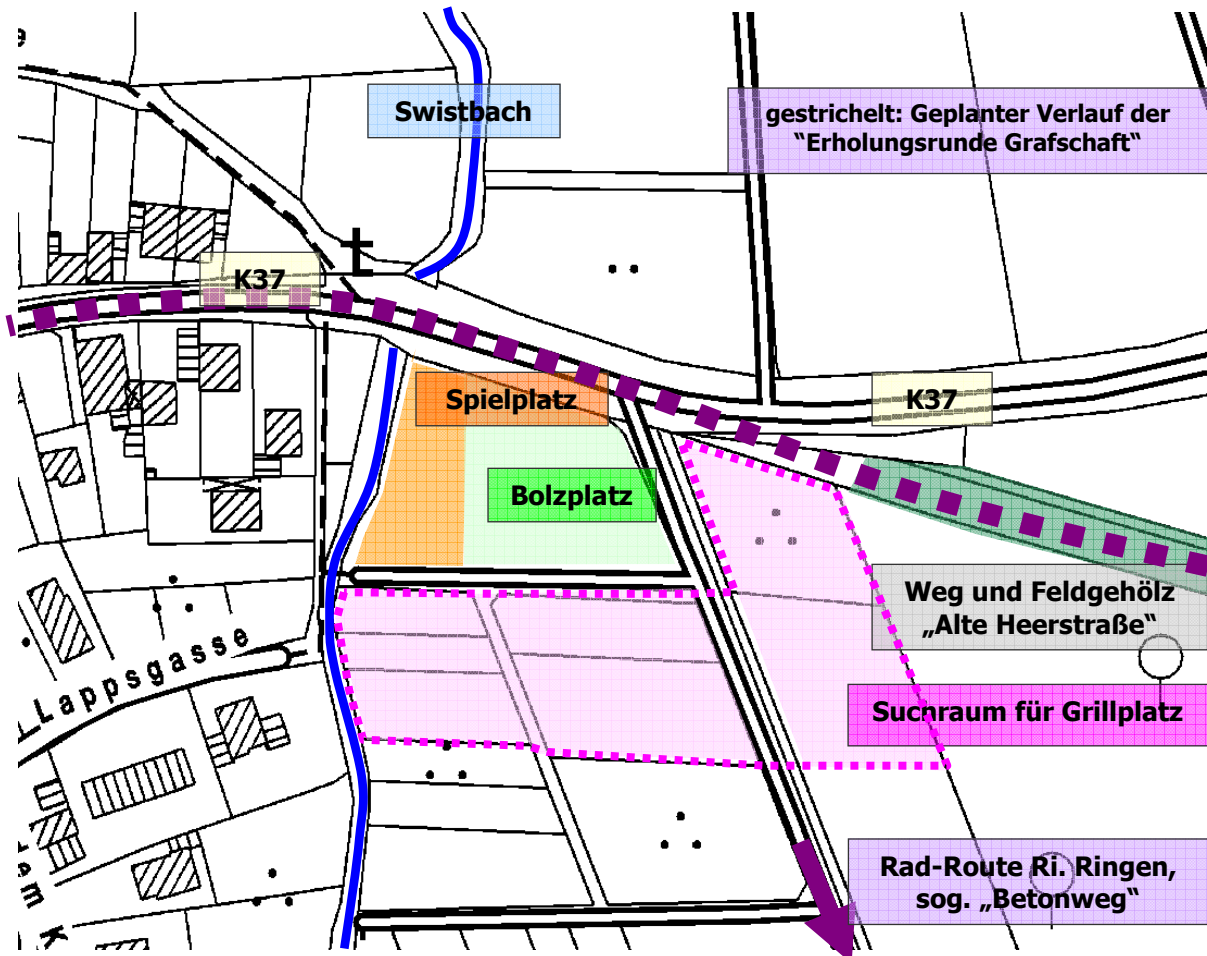 e
Swistbach
gestrichelt: Geplanter Verlauf der
“Erholungsrunde Grafschaft“
K37
Spielplatz
K37
Bolzplatz
Weg und Feldgehölz
„Alte Heerstraße“
Lappsgasse
Suchraum für Grillplatz
Rad-Route Ri. Ringen,
sog. „Betonweg“